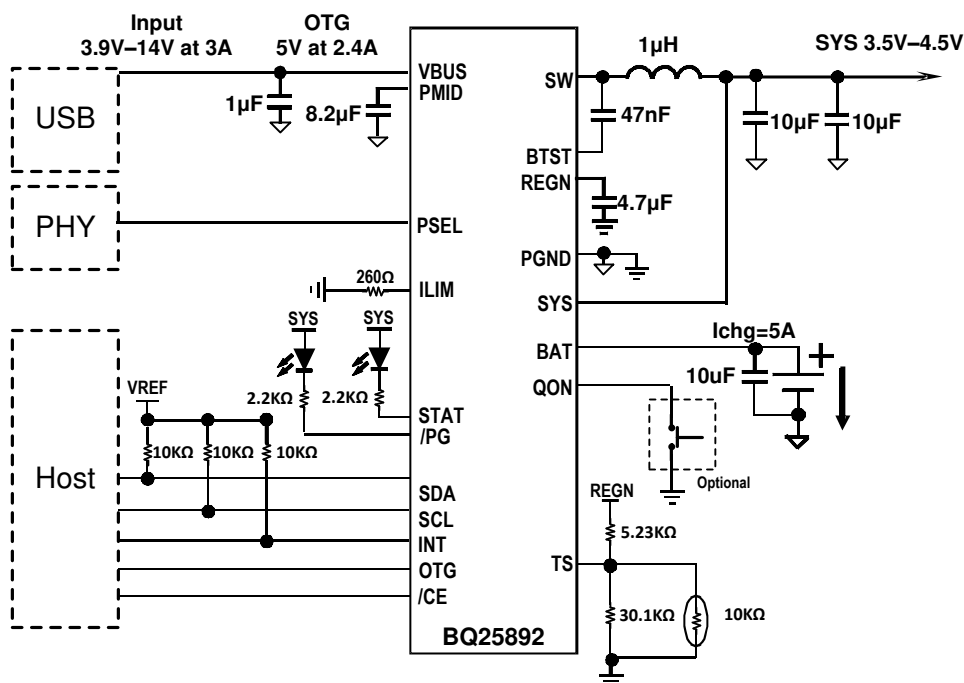 Input
3.9V–14V at 3A
OTG
5V at 2.4A
USB
1µF
8.2µF
VBUS
PMID
SW
1µH
SYS 3.5V–4.5V
47nF
10µF
10µF
BTST
REGN
4.7µF
PHY
PSEL
PGND
260Ω
ILIM
SYS
SYS
SYS
Ichg=5A
BAT
10uF
QON
Optional
2.2KΩ
2.2KΩ
STAT
/PG
VREF
10KΩ
10KΩ
10KΩ
Host
SDA
SCL
INT
OTG
/CE
REGN
5.23KΩ
TS
30.1KΩ
10KΩ
BQ25892